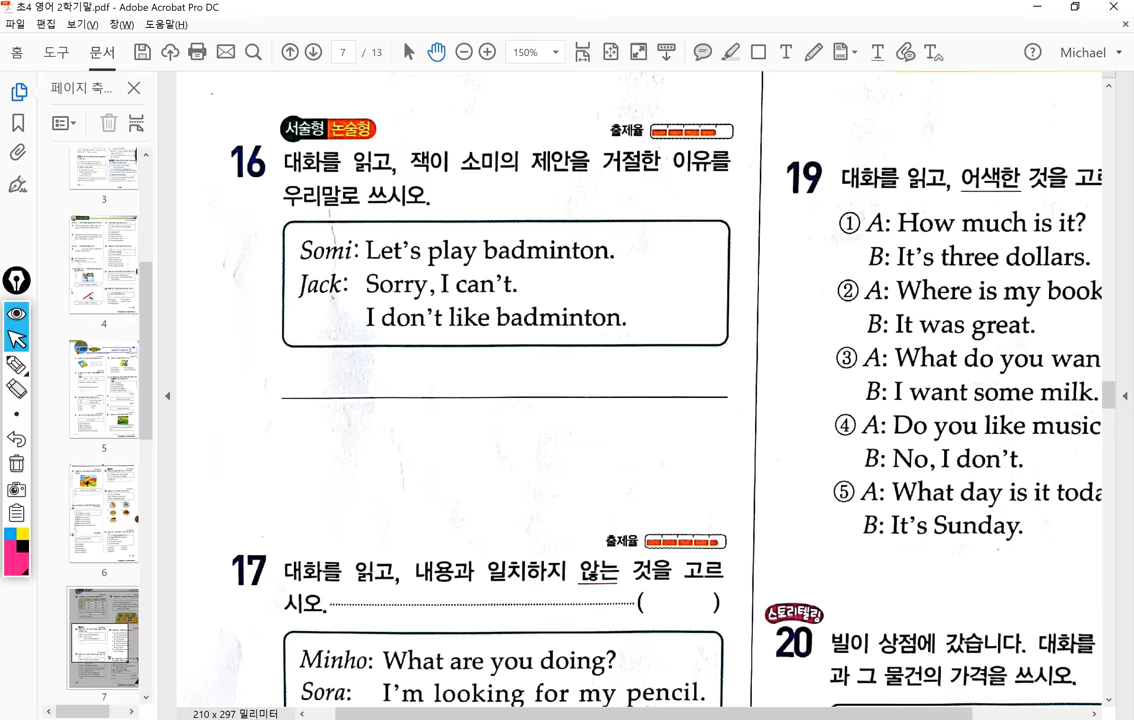 초4 영어 2학기말.pdf - Adobe Acrobat Pro DC
파일 편집 보기(V) 창(W) 도움말(H)
홈 도구 문서 7 / 13 150% Michael
페이지 축...
3
4
5
6
7
서술형 논술형 출제율
16 대화를 읽고, 잭이 소미의 제안을 거절한 이유를
우리말로 쓰시오.
Somi: Let's play badminton.
Jack: Sorry, I can't.
I don't like badminton.
출제율
17 대화를 읽고, 내용과 일치하지 않는 것을 고르
시오. ( )
Minho: What are you doing?
Sora: I'm looking for my pencil.
19 대화를 읽고, 어색한 것을 고르
① A: How much is it?
B: It's three dollars.
② A: Where is my book
B: It was great.
③ A: What do you wan
B: I want some milk.
④ A: Do you like music
B: No, I don't.
⑤ A: What day is it toda
B: It's Sunday.
스토리텔링
20 빌이 상점에 갔습니다. 대화를
과 그 물건의 가격을 쓰시오.
210 x 297 밀리미터